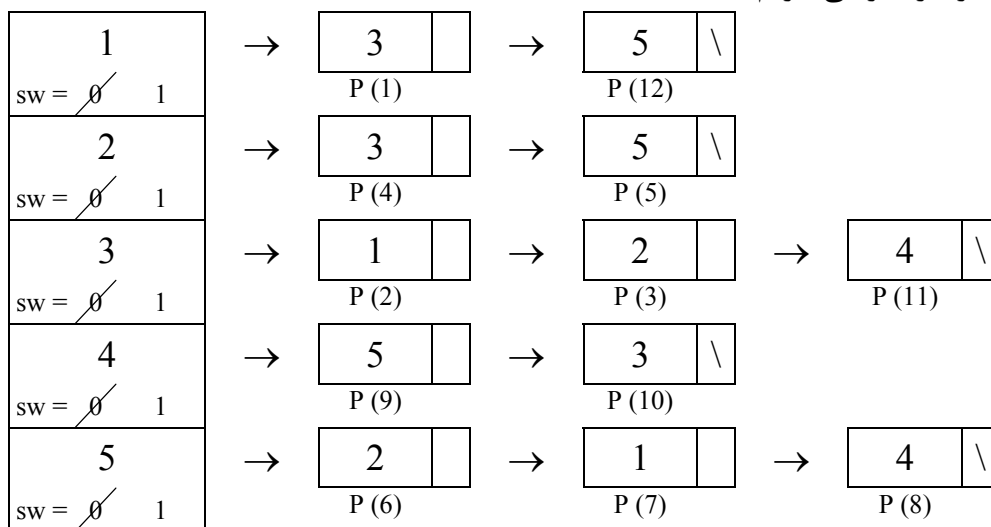 1 → 3 → 5 \
sw = 0 1 P (1) P (12)
2 → 3 → 5 \
sw = 0 1 P (4) P (5)
3 → 1 → 2 → 4 \
sw = 0 1 P (2) P (3) P (11)
4 → 5 → 3 \
sw = 0 1 P (9) P (10)
5 → 2 → 1 → 4 \
sw = 0 1 P (6) P (7) P (8)